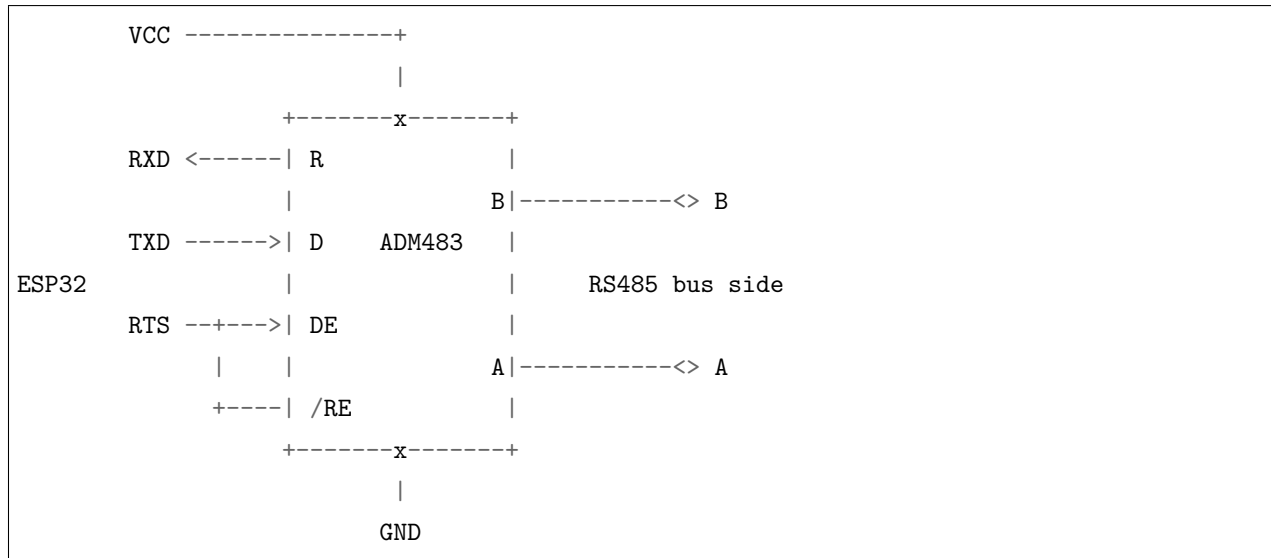 VCC ---------------+
|
+-------x-------+
RXD <------| R |
| B|-----------<> B
TXD ------>| D ADM483 |
ESP32 | | RS485 bus side
RTS --+--->| DE |
| | A|-----------<> A
+----| /RE |
+-------x-------+
|
GND